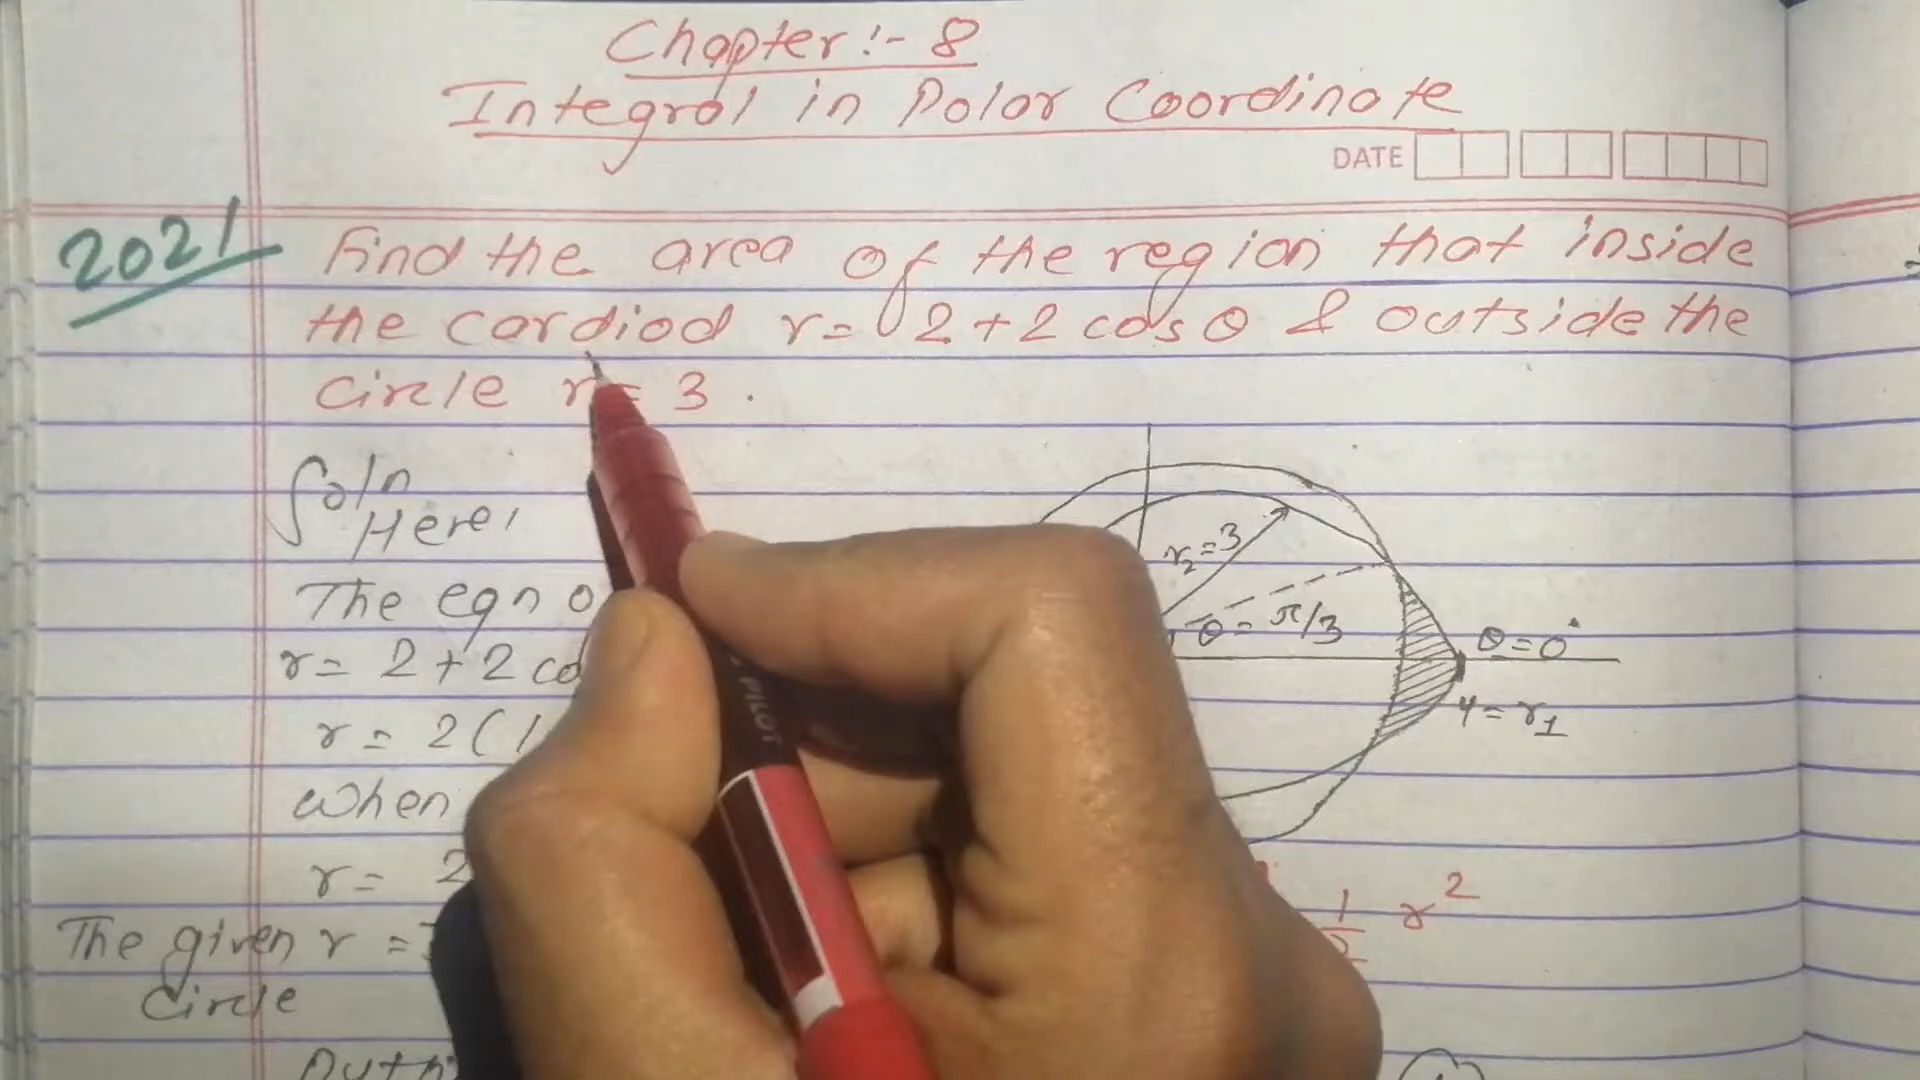 Chapter:- 8
Integral in Polar Coordinate
DATE
2021
Find the area of the region that inside
the cardiod r = 2 + 2 cos θ & outside the
circle r = 3 .
Soln
Here,
r₂ = 3
The eqn
θ = π/3
θ = 0°
r = 2 + 2
4 = r₁
r = 2 ( 1
PILOT
When
r = 2
1/2 r²
The given r =
Circle